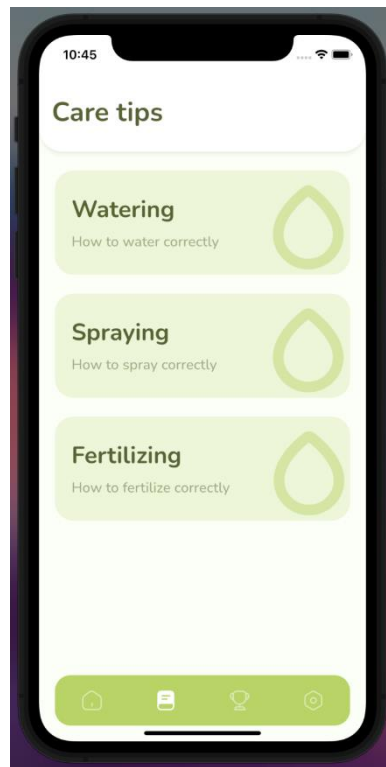 10:45
Care tips
Watering
How to water correctly
Spraying
How to spray correctly
Fertilizing
How to fertilize correctly